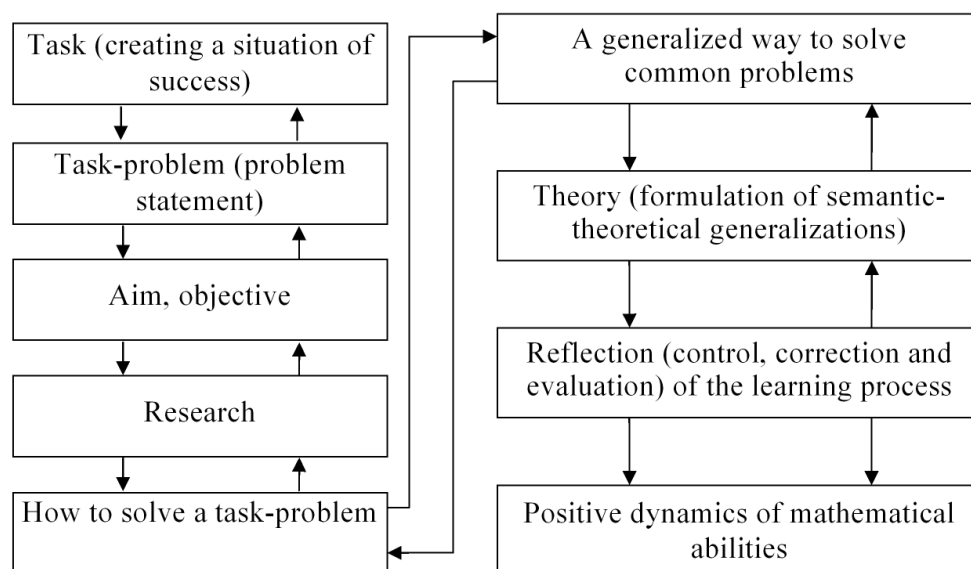 Task (creating a situation of
success)
Task-problem (problem
statement)
Aim, objective
Research
How to solve a task-problem
A generalized way to solve
common problems
Theory (formulation of semantic-
theoretical generalizations)
Reflection (control, correction and
evaluation) of the learning process
Positive dynamics of mathematical
abilities